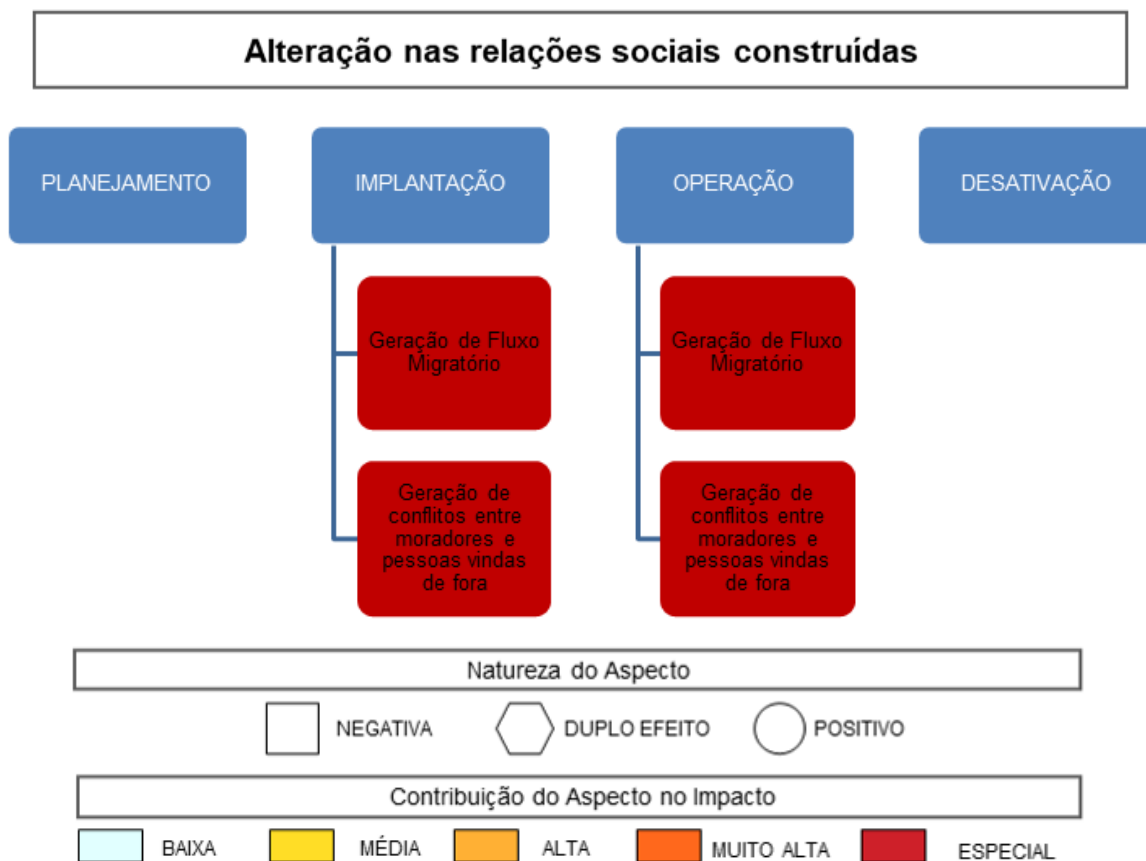 Alteração nas relações sociais construídas
PLANEJAMENTO
IMPLANTAÇÃO
OPERAÇÃO
DESATIVAÇÃO
Geração de Fluxo
Migratório
Geração de Fluxo
Migratório
Geração de
conflitos entre
moradores e
pessoas vindas
de fora
Geração de
conflitos entre
moradores e
pessoas vindas
de fora
Natureza do Aspecto
NEGATIVA
DUPLO EFEITO
POSITIVO
Contribuição do Aspecto no Impacto
BAIXA
MÉDIA
ALTA
MUITO ALTA
ESPECIAL